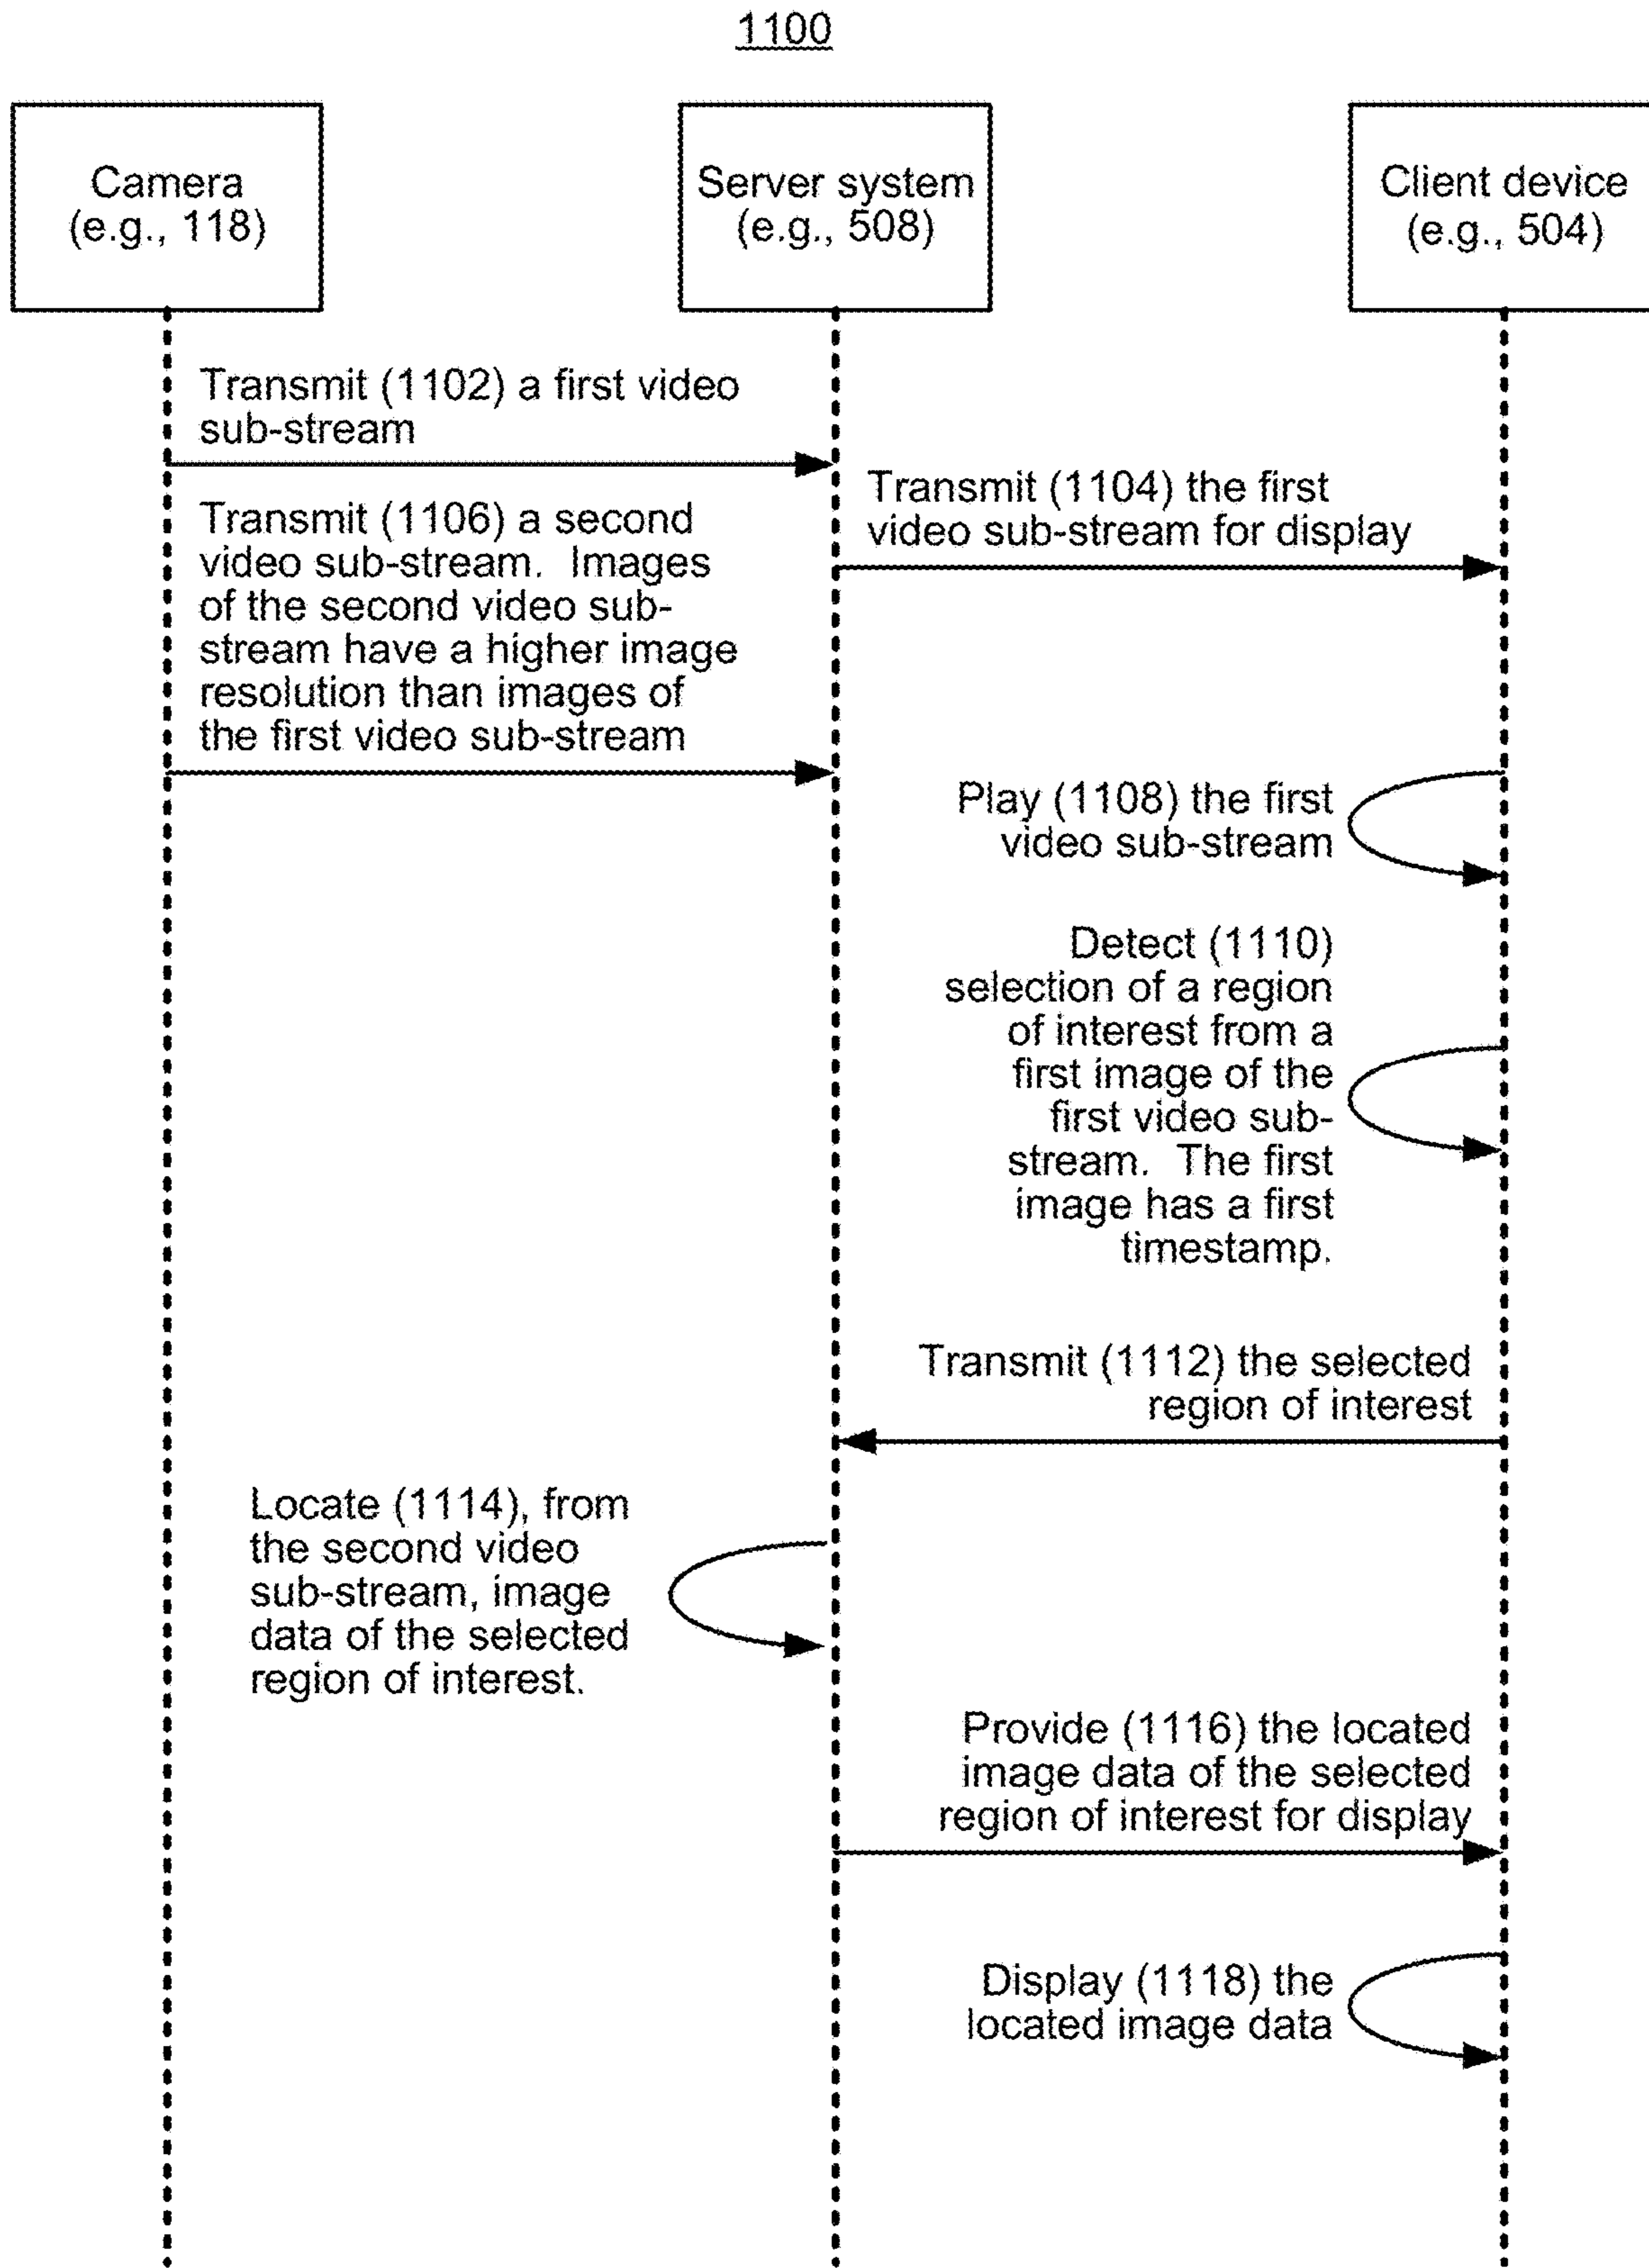 1100
Camera
(e.g., 118)
Server system
(e.g., 508)
Client device
(e.g., 504)
Transmit (1102) a first video
sub-stream
Transmit (1104) the first
video sub-stream for display
Transmit (1106) a second
video sub-stream. Images
of the second video sub-
stream have a higher image
resolution than images of
the first video sub-stream
Play (1108) the first
video sub-stream
Detect (1110)
selection of a region
of interest from a
first image of the
first video sub-
stream. The first
image has a first
timestamp.
Transmit (1112) the selected
region of interest
Locate (1114), from
the second video
sub-stream, image
data of the selected
region of interest.
Provide (1116) the located
image data of the selected
region of interest for display
Display (1118) the
located image data